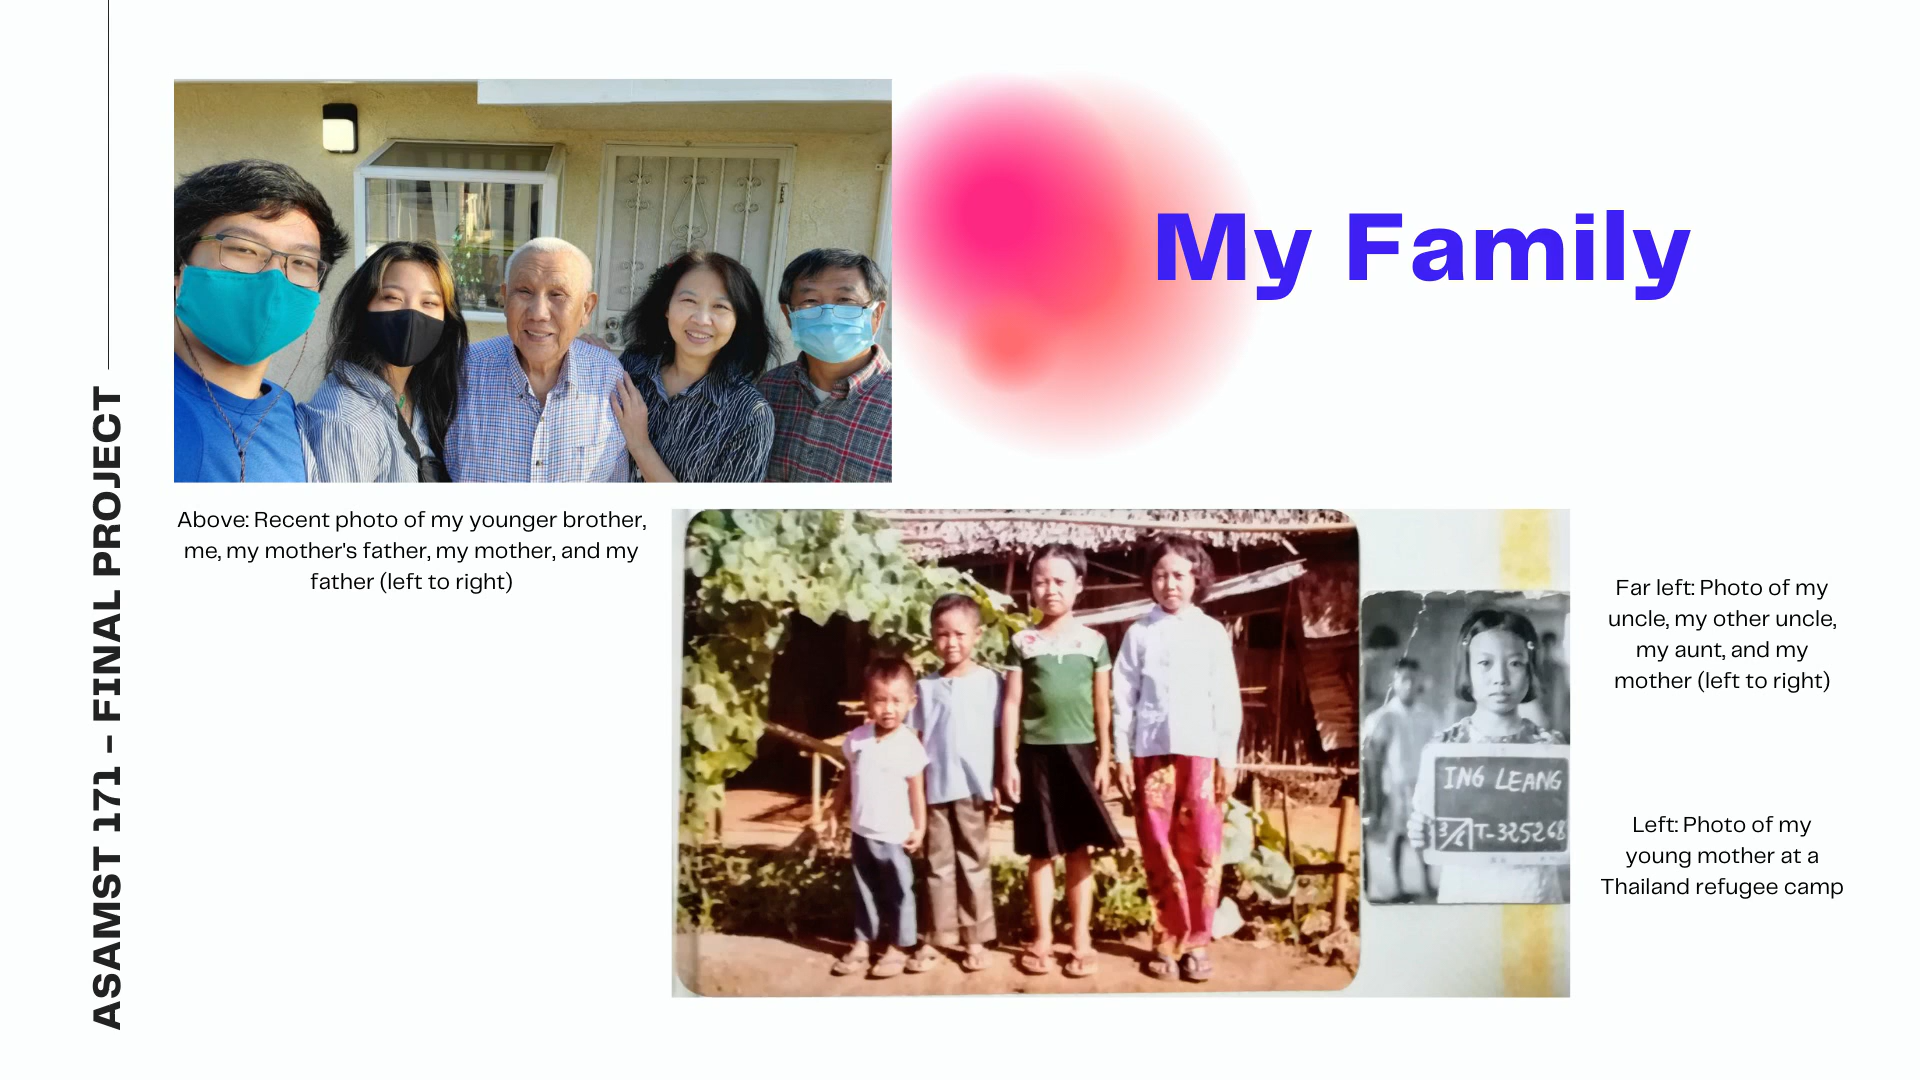 ASAMST 171 – FINAL PROJECT
My Family
Above: Recent photo of my younger brother,
me, my mother's father, my mother, and my
father (left to right)
ING LEANG
3/2 T-325268
Far left: Photo of my
uncle, my other uncle,
my aunt, and my
mother (left to right)
Left: Photo of my
young mother at a
Thailand refugee camp